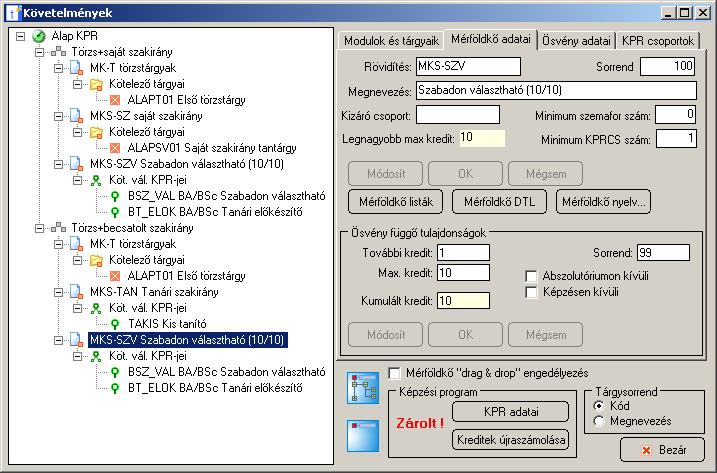 Követelmények
Alap KPR
Törzs+saját szakirány
MK-T törzstárgyak
Kötelező tárgyai
ALAPT01 Első törzstárgy
MKS-SZ saját szakirány
Kötelező tárgyai
ALAPSV01 Saját szakirány tantárgy
MKS-SZV Szabadon választható (10/10)
Köt. vál. KPR-jei
BSZ_VAL BA/BSc Szabadon választható
BT_ELOK BA/BSc Tanári előkészítő
Törzs+becsatolt szakirány
MK-T törzstárgyak
Kötelező tárgyai
ALAPT01 Első törzstárgy
MKS-TAN Tanári szakirány
Köt. vál. KPR-jei
TAKIS Kis tanító
MKS-SZV Szabadon választható (10/10)
Köt. vál. KPR-jei
BSZ_VAL BA/BSc Szabadon választható
BT_ELOK BA/BSc Tanári előkészítő
Modulok és tárgyaik Mérföldkő adatai Ösvény adatai KPR csoportok
Rövidítés: MKS-SZV Sorrend 100
Megnevezés: Szabadon választható (10/10)
Kizáró csoport: Minimum szemafor szám: 0
Legnagyobb max kredit: 10 Minimum KPRCS szám: 1
Módosít OK Mégsem
Mérföldkő listák Mérföldkő DTL Mérföldkő nyelv...
Ösvény függő tulajdonságok
További kredit: 1 Sorrend: 99
Max. kredit: 10 Abszolutóriumon kívüli
Képzésen kívüli
Kumulált kredit: 10
Módosít OK Mégsem
Mérföldkő "drag & drop" engedélyezés
Képzési program
Zárolt !
KPR adatai
Kreditek újraszámolása
Tárgysorrend
Kód
Megnevezés
Bezár